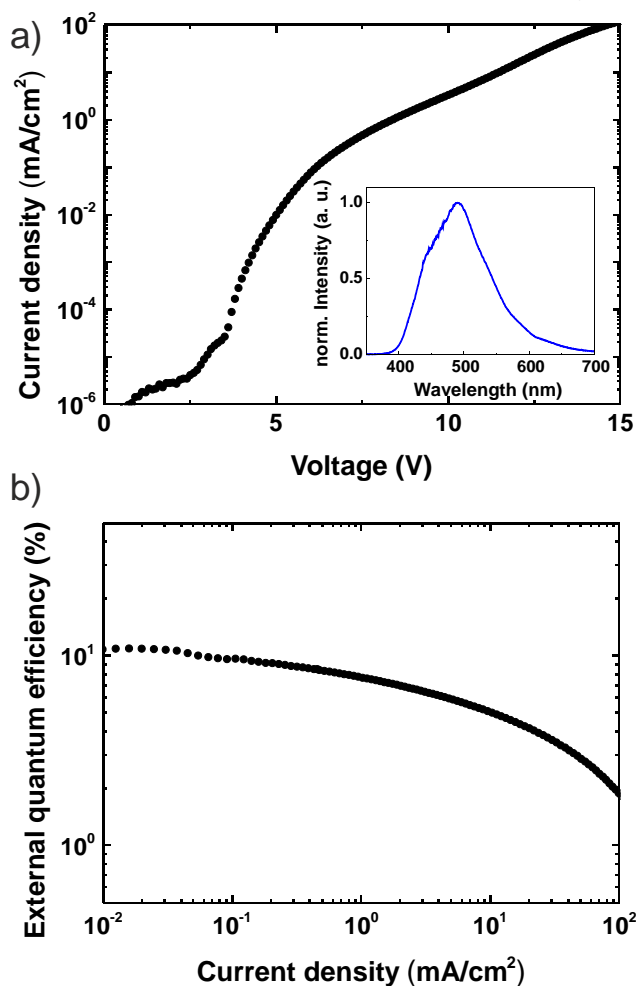 a)
Current density (mA/cm²)
10²
10⁰
10⁻²
10⁻⁴
10⁻⁶
0
5
10
15
Voltage (V)
norm. Intensity (a. u.)
1.0
0.5
0.0
400
500
600
700
Wavelength (nm)
b)
External quantum efficiency (%)
10¹
10⁰
10⁻²
10⁻¹
10⁰
10¹
10²
Current density (mA/cm²)